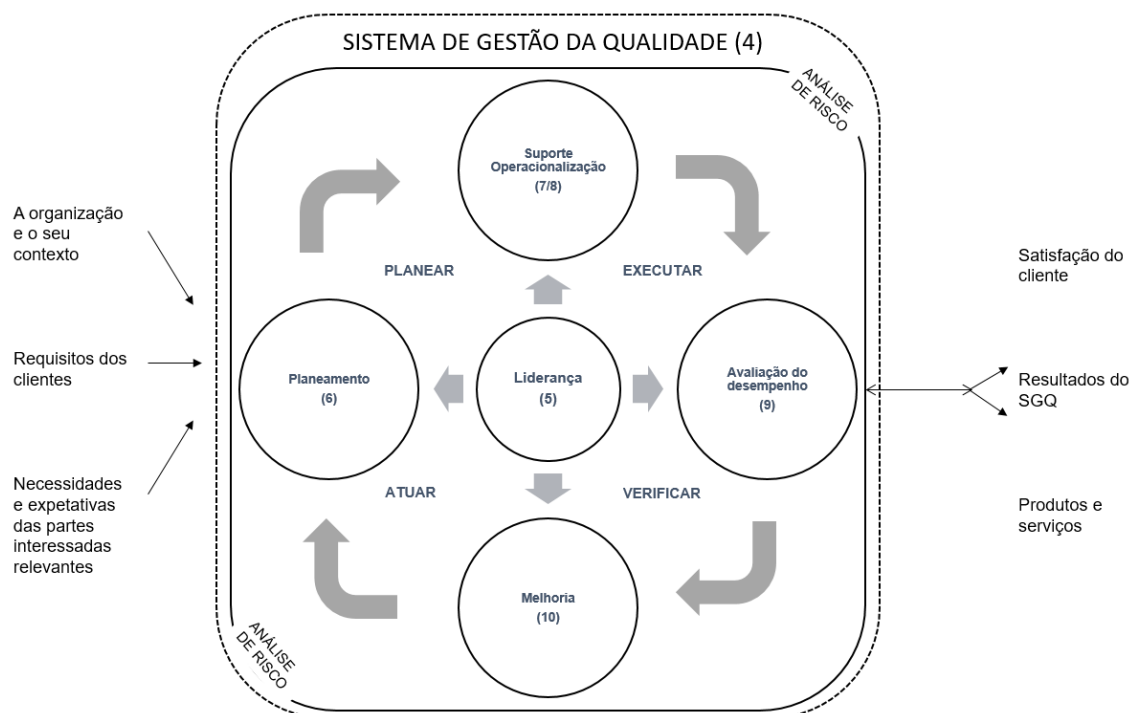 SISTEMA DE GESTÃO DA QUALIDADE (4)
ANÁLISE
DE RISCO
Suporte
Operacionalização
(7/8)
A organização
e o seu
contexto
PLANEAR
EXECUTAR
Satisfação do
cliente
Requisitos dos
clientes
Planeamento
(6)
Liderança
(5)
Avaliação do
desempenho
(9)
Resultados do
SGQ
Necessidades
e expetativas
das partes
interessadas
relevantes
ATUAR
VERIFICAR
Produtos e
serviços
Melhoria
(10)
ANÁLISE
DE RISCO